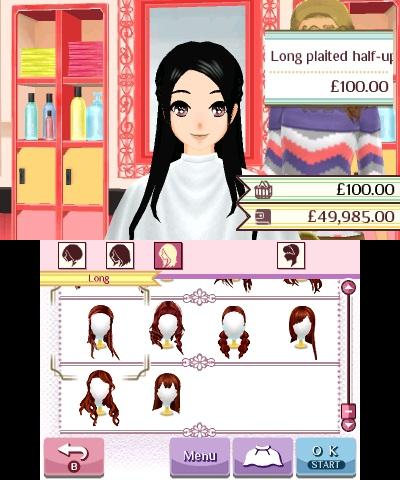 Long plaited half-up
£100.00
£100.00
£49,985.00
Long
B
Menu
OK
START